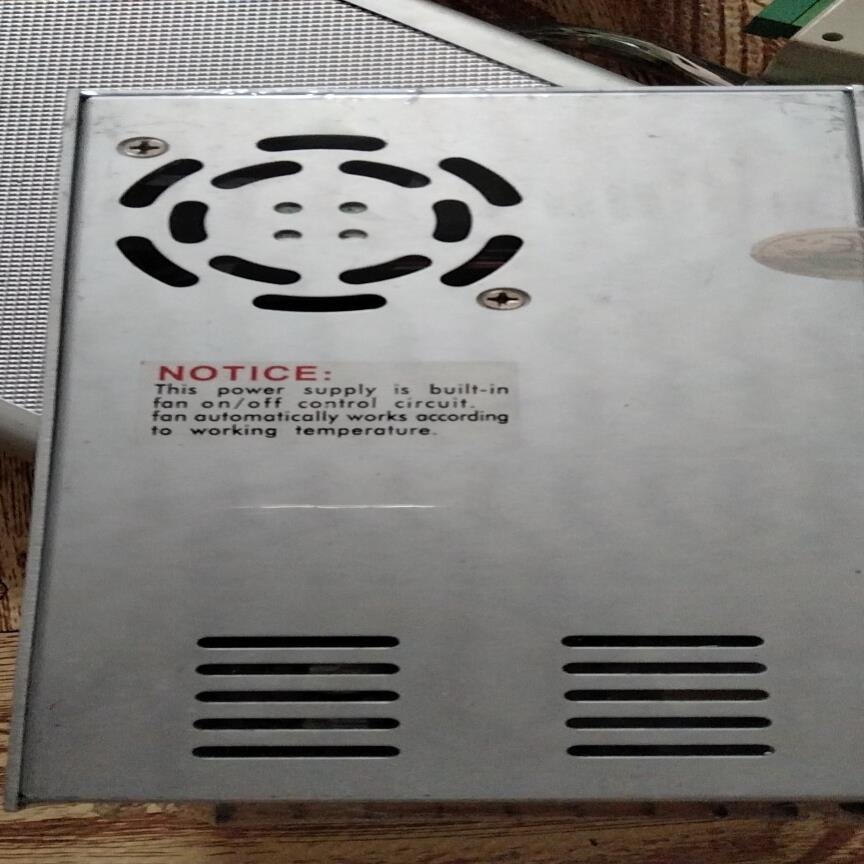 NOTICE:
This power supply is built-in
fan on/off control circuit.
fan automatically works according
to working temperature.